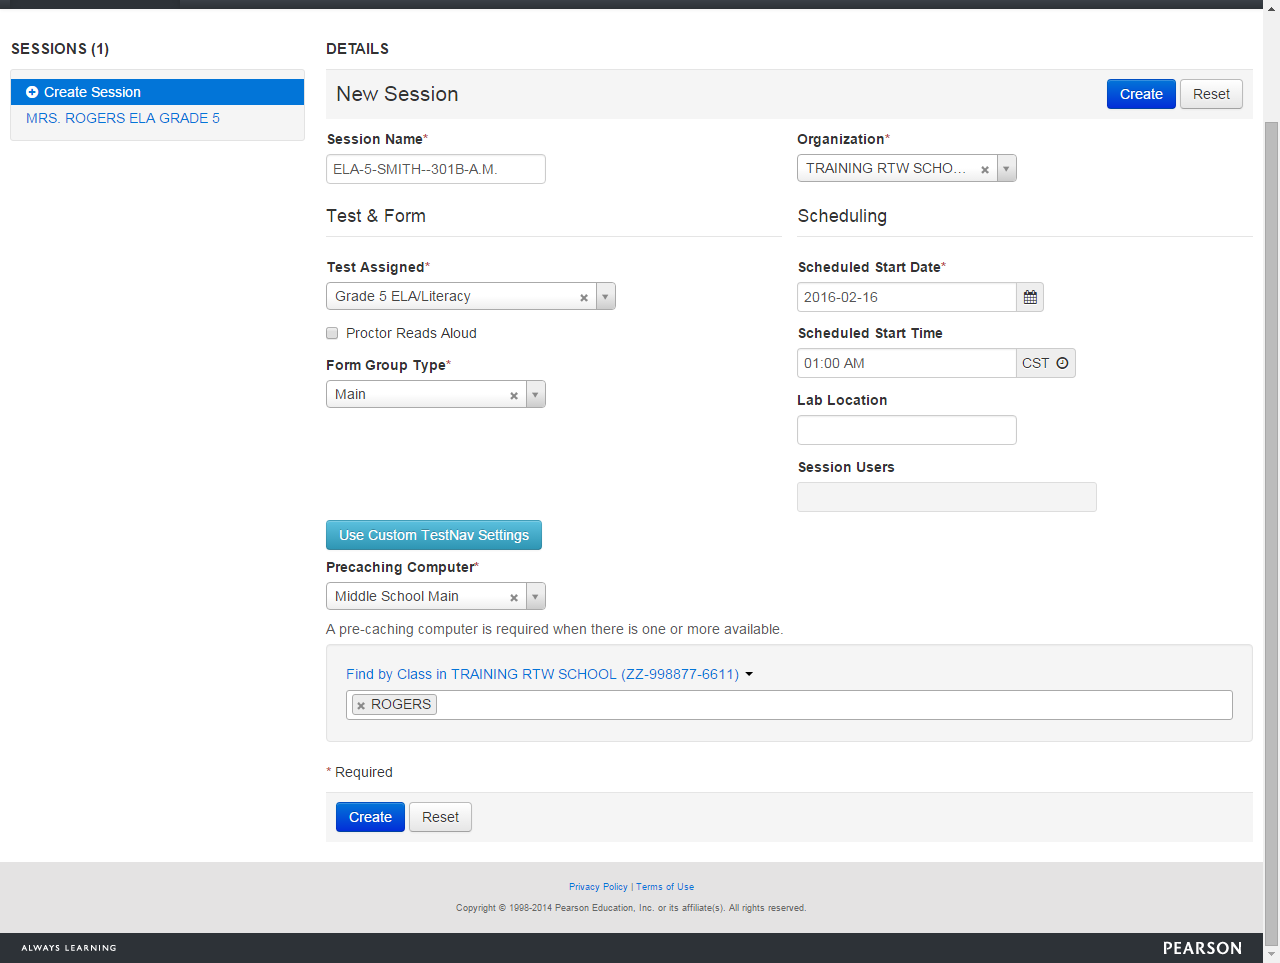 SESSIONS (1)
Create Session
MRS. ROGERS ELA GRADE 5
DETAILS
New Session
Create
Reset
Session Name*
ELA-5-SMITH--301B-A.M.
Organization*
TRAINING RTW SCHO...
Test & Form
Test Assigned*
Grade 5 ELA/Literacy
Proctor Reads Aloud
Form Group Type*
Main
Scheduling
Scheduled Start Date*
2016-02-16
Scheduled Start Time
01:00 AM
CST
Lab Location
Session Users
Use Custom TestNav Settings
Precaching Computer*
Middle School Main
A pre-caching computer is required when there is one or more available.
Find by Class in TRAINING RTW SCHOOL (ZZ-998877-6611)
ROGERS
* Required
Create
Reset
Privacy Policy | Terms of Use
Copyright © 1998-2014 Pearson Education, Inc. or its affiliate(s). All rights reserved.
ALWAYS LEARNING
PEARSON